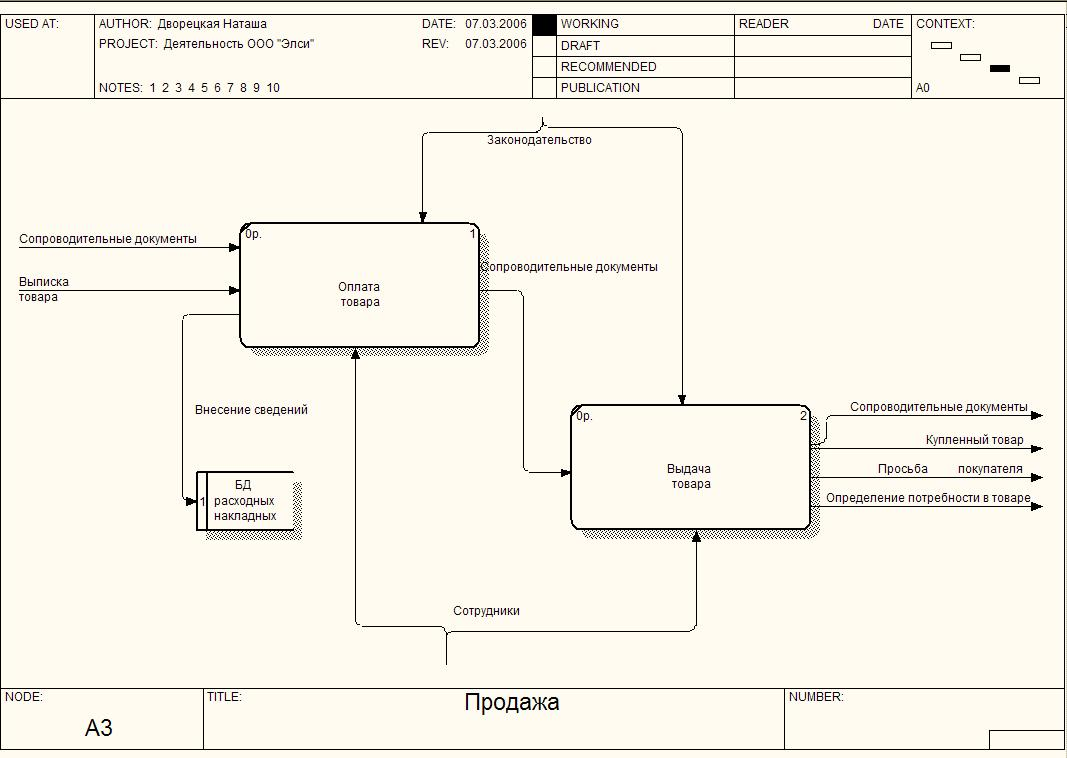 USED AT:
AUTHOR: Дворецкая Наташа
DATE: 07.03.2006
PROJECT: Деятельность ООО "Элси"
REV: 07.03.2006
NOTES: 1 2 3 4 5 6 7 8 9 10
WORKING
DRAFT
RECOMMENDED
PUBLICATION
READER DATE
CONTEXT:
A0
Законодательство
Сопроводительные документы
Выписка
товара
0р. 1
Оплата
товара
Сопроводительные документы
Внесение сведений
1
БД
расходных
накладных
0р. 2
Выдача
товара
Сопроводительные документы
Купленный товар
Просьба покупателя
Определение потребности в товаре
Сотрудники
NODE:
A3
TITLE:
Продажа
NUMBER: